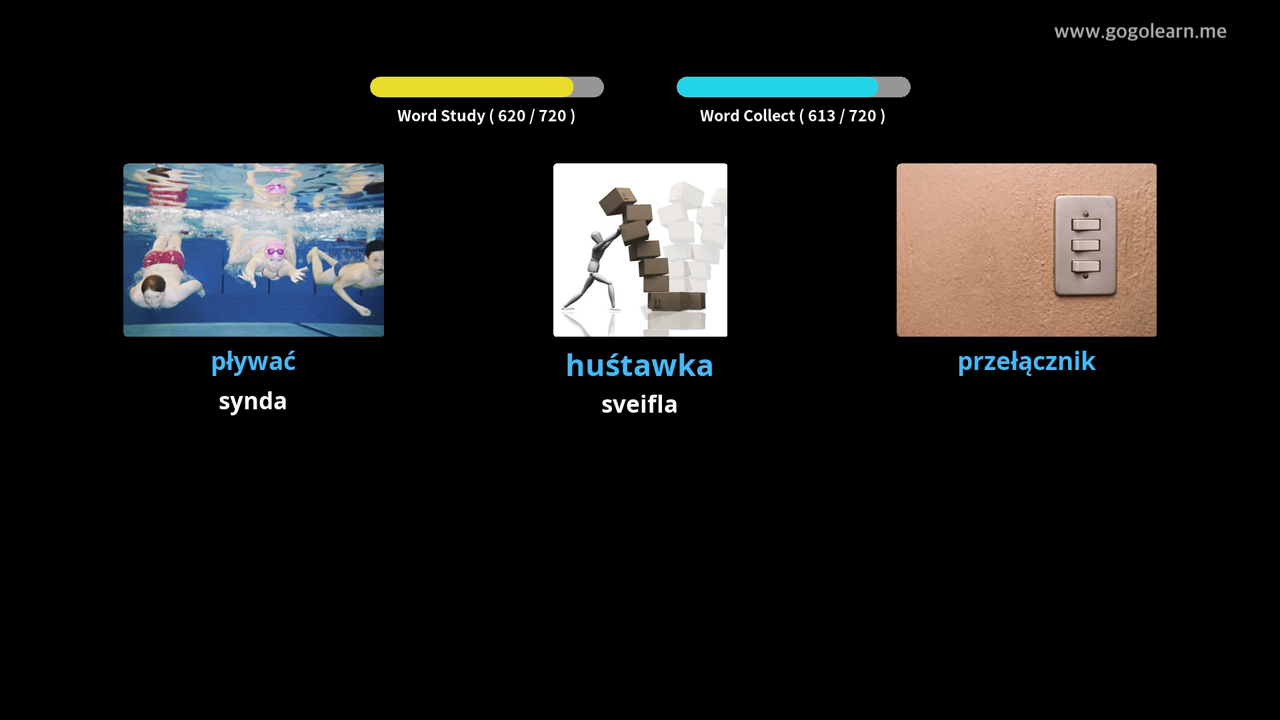 www.gogolearn.me
Word Study ( 620 / 720 )
Word Collect ( 613 / 720 )
pływać
huśtawka
przełącznik
synda
sveifla